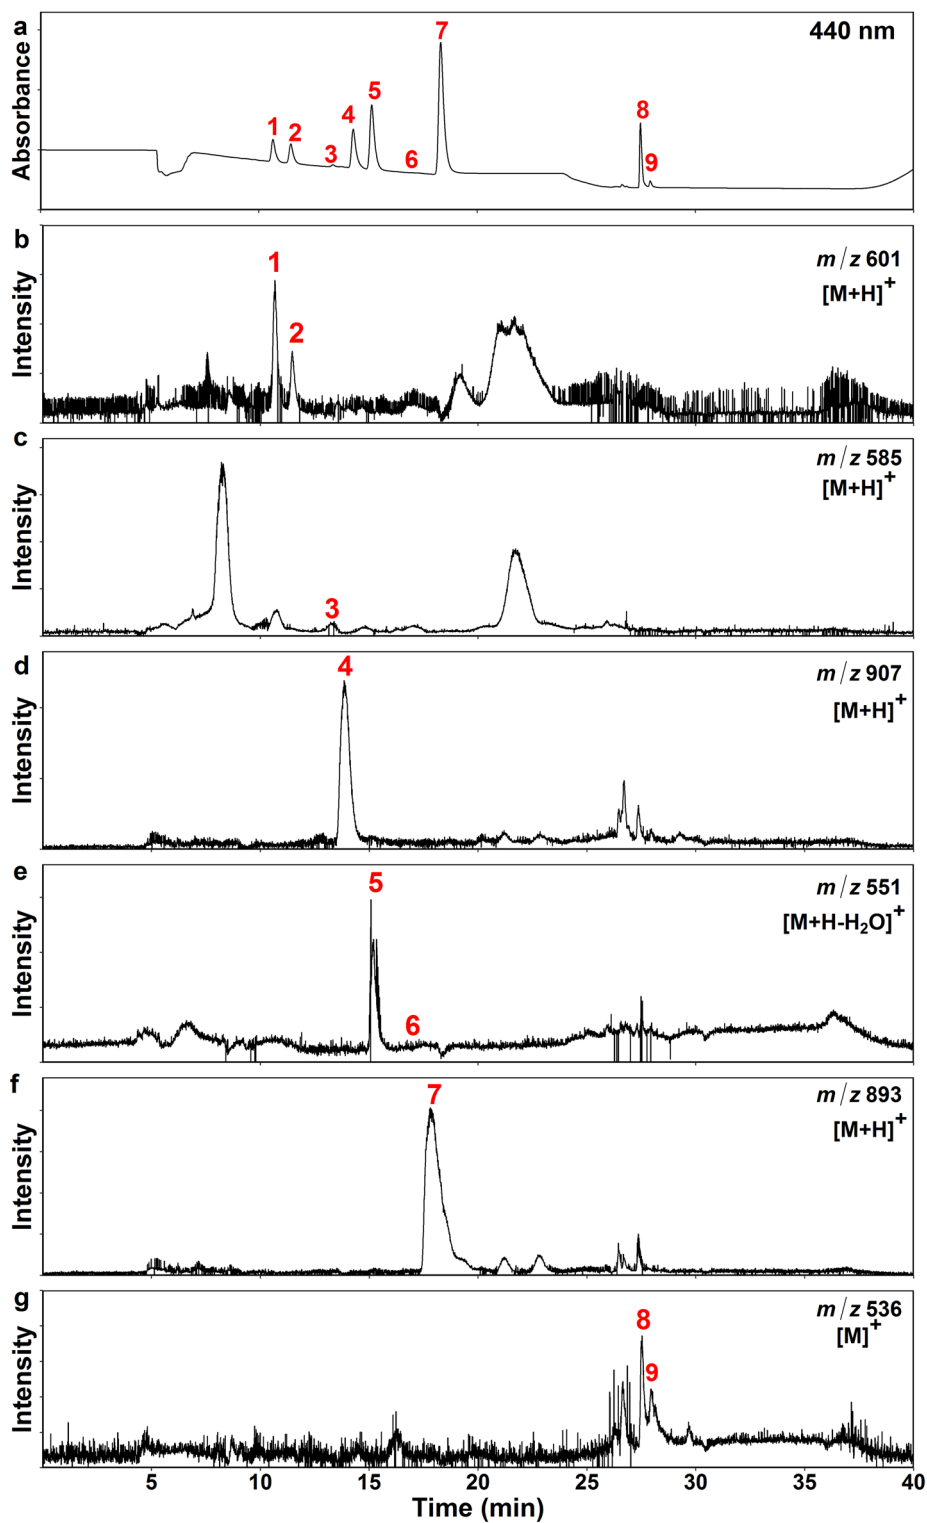 a
440 nm
Absorbance
1
2
3
4
5
6
7
8
9
b
m/z 601
[M+H]+
Intensity
1
2
c
m/z 585
[M+H]+
Intensity
3
d
m/z 907
[M+H]+
Intensity
4
e
m/z 551
[M+H-H2O]+
Intensity
5
6
f
m/z 893
[M+H]+
Intensity
7
g
m/z 536
[M]+
Intensity
8
9
5 10 15 20 25 30 35 40
Time (min)